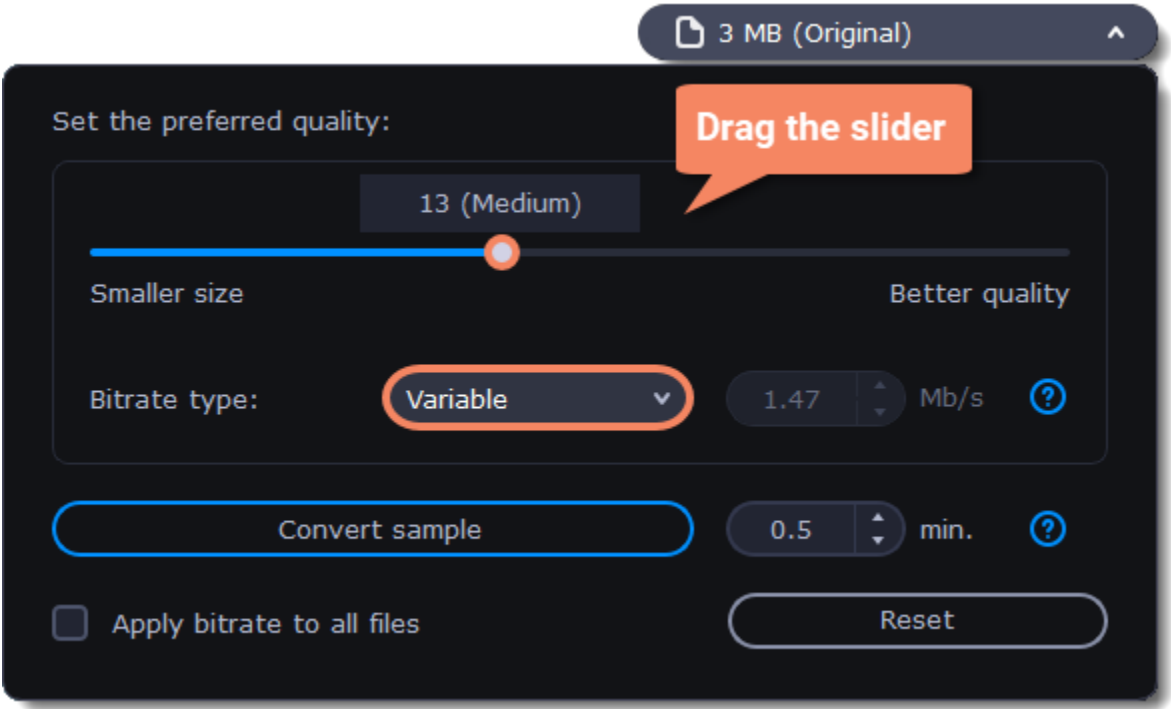 3 MB (Original)
Set the preferred quality:
Drag the slider
13 (Medium)
Smaller size
Better quality
Bitrate type:
Variable
1.47
Mb/s
?
Convert sample
0.5
min.
?
Apply bitrate to all files
Reset